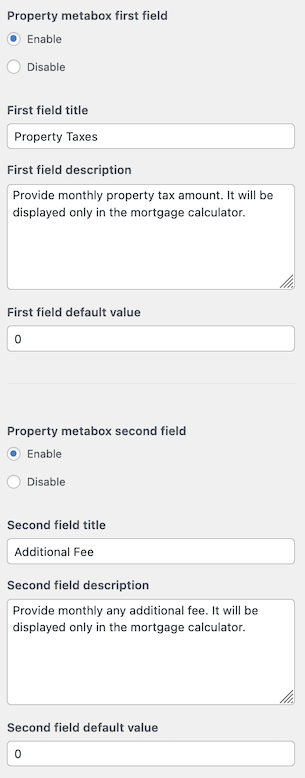 Property metabox first field
Enable
Disable
First field title
Property Taxes
First field description
Provide monthly property tax amount. It will be
displayed only in the mortgage calculator.
First field default value
0
Property metabox second field
Enable
Disable
Second field title
Additional Fee
Second field description
Provide monthly any additional fee. It will be
displayed only in the mortgage calculator.
Second field default value
0